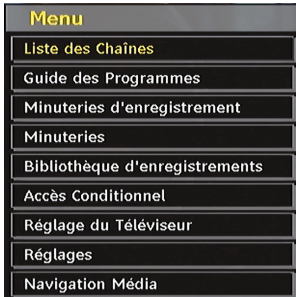 Menu
Liste des Chaînes
Guide des Programmes
Minuteries d'enregistrement
Minuteries
Bibliothèque d'enregistrements
Accès Conditionnel
Réglage du Téléviseur
Réglages
Navigation Média